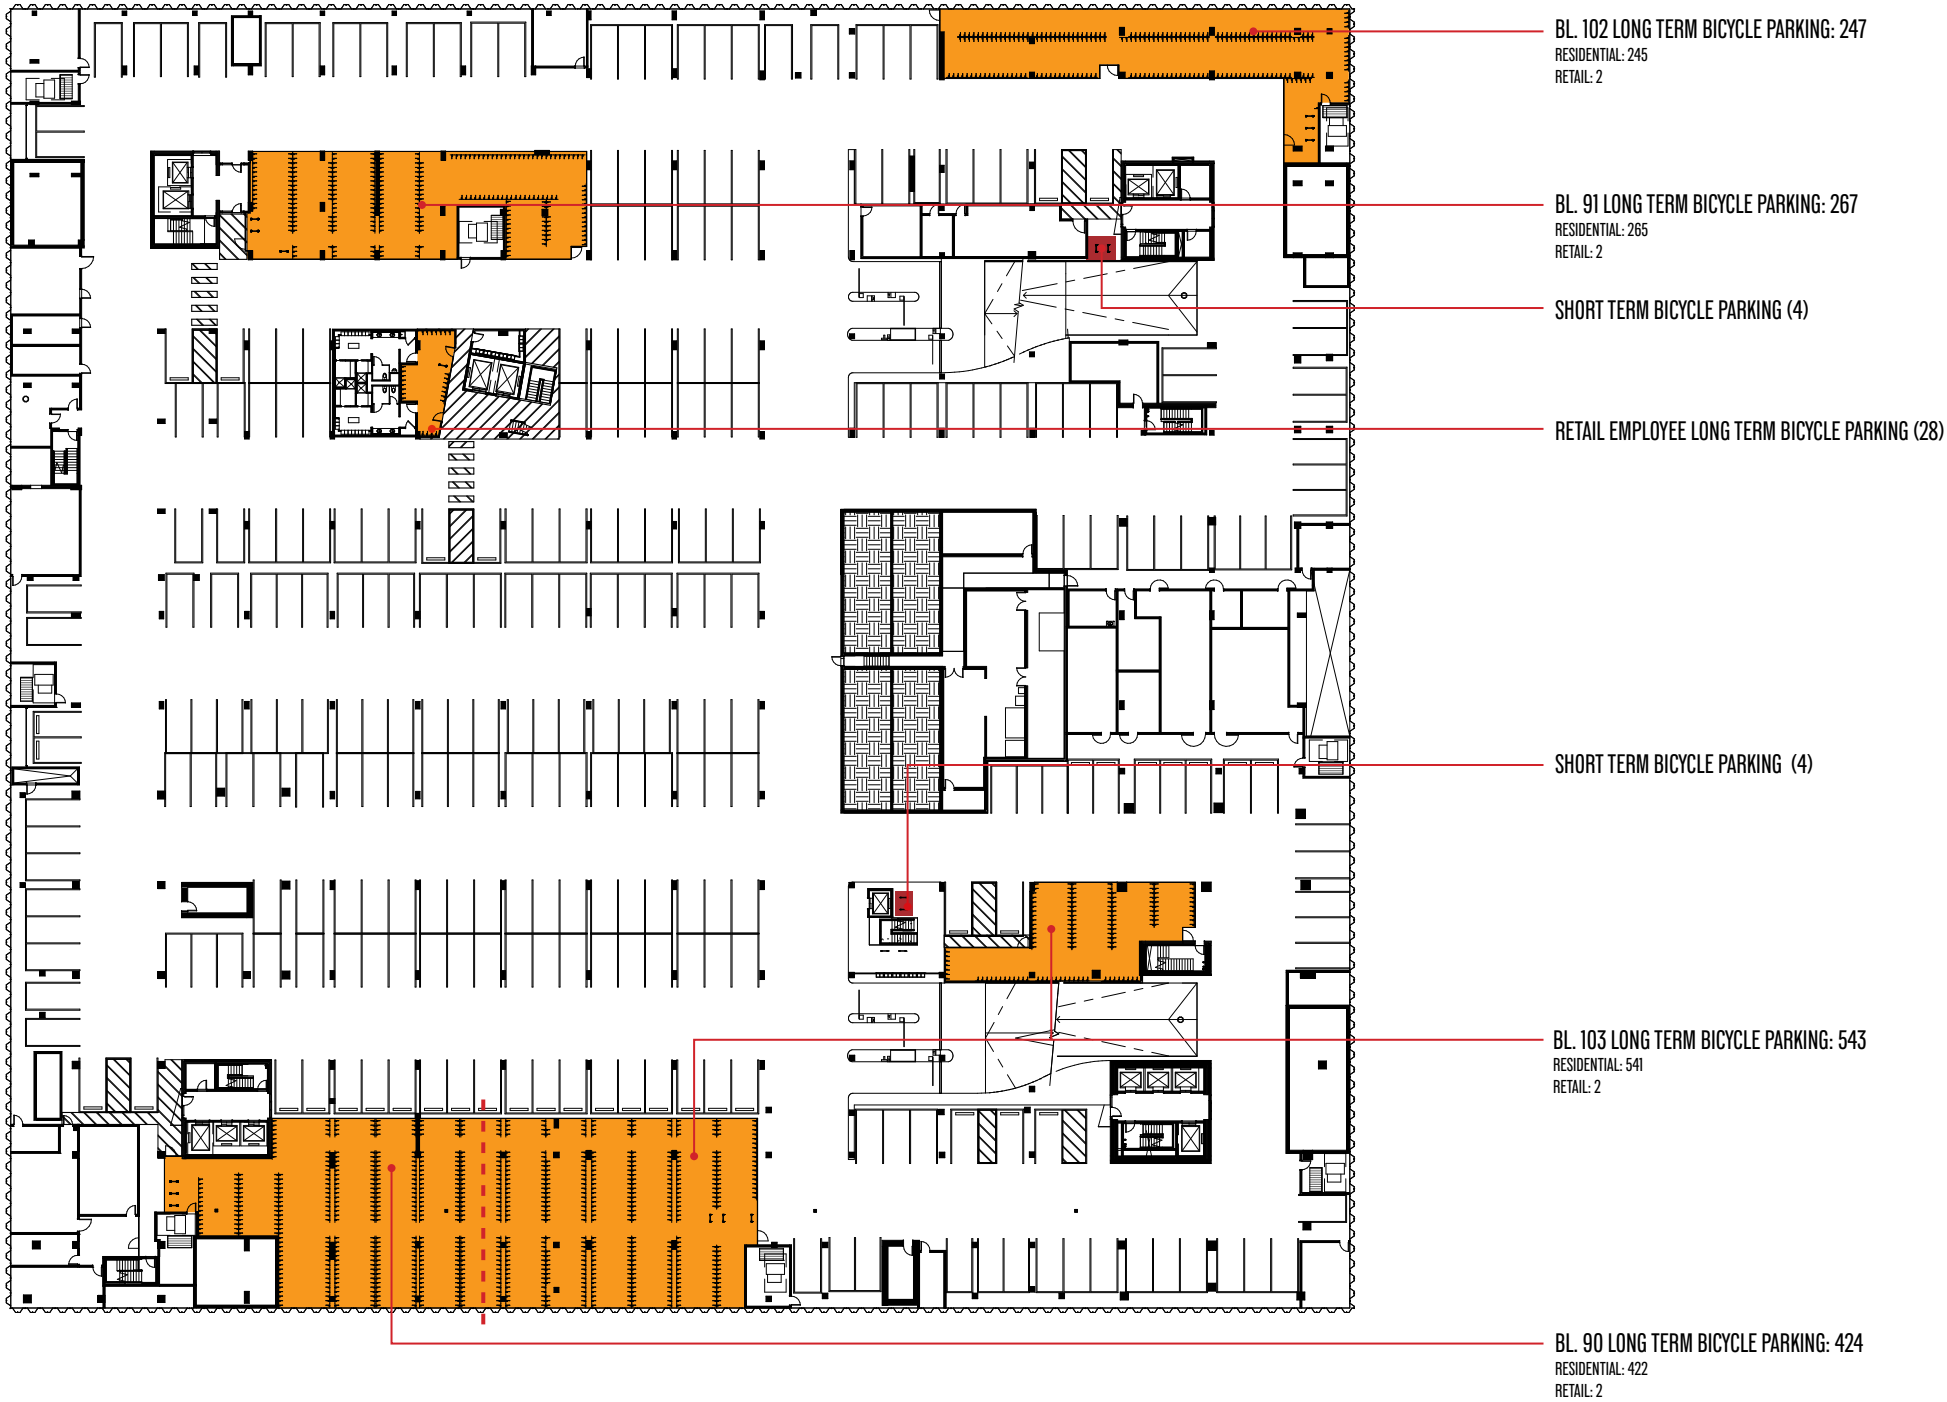 BL. 102 LONG TERM BICYCLE PARKING: 247
RESIDENTIAL: 245
RETAIL: 2
BL. 91 LONG TERM BICYCLE PARKING: 267
RESIDENTIAL: 265
RETAIL: 2
SHORT TERM BICYCLE PARKING (4)
RETAIL EMPLOYEE LONG TERM BICYCLE PARKING (28)
SHORT TERM BICYCLE PARKING (4)
BL. 103 LONG TERM BICYCLE PARKING: 543
RESIDENTIAL: 541
RETAIL: 2
BL. 90 LONG TERM BICYCLE PARKING: 424
RESIDENTIAL: 422
RETAIL: 2